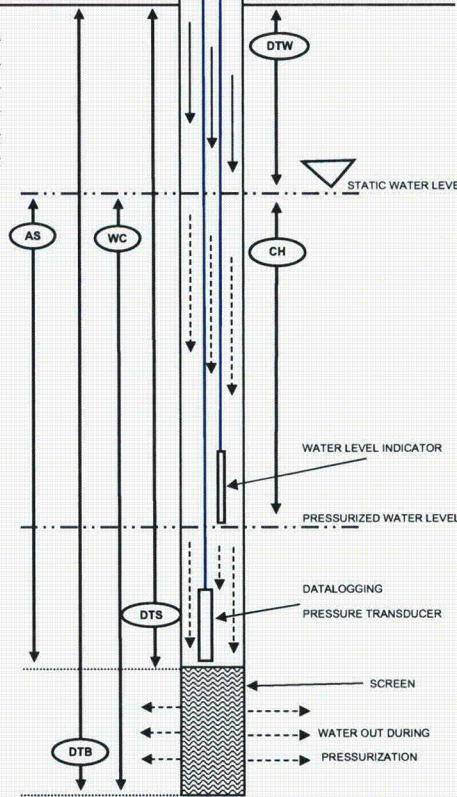 DTW
STATIC WATER LEVE
AS
WC
CH
WATER LEVEL INDICATOR
PRESSURIZED WATER LEVEL
DATALOGGING
PRESSURE TRANSDUCER
DTS
SCREEN
WATER OUT DURING
PRESSURIZATION
DTB